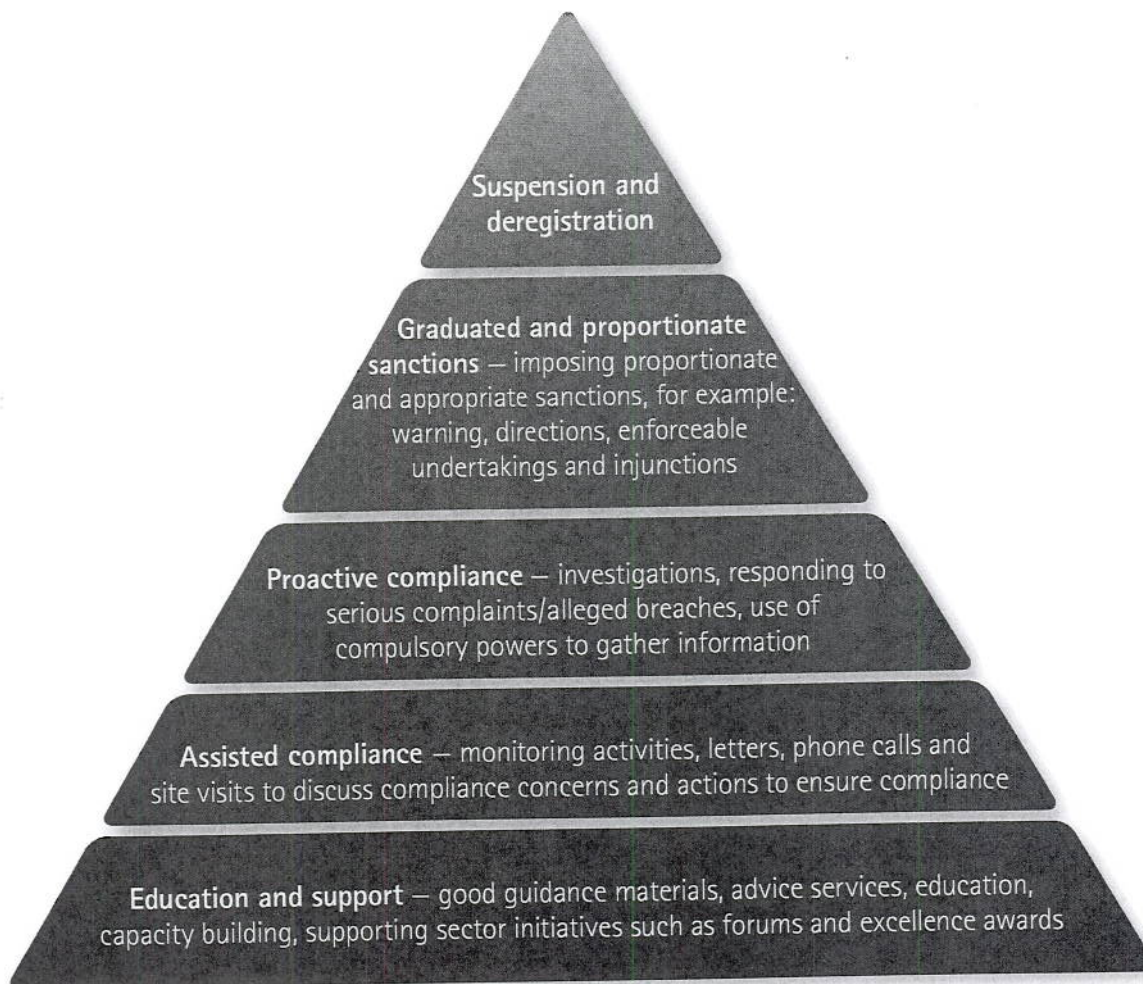 Suspension and
deregistration
Graduated and proportionate
sanctions – imposing proportionate
and appropriate sanctions, for example:
warning, directions, enforceable
undertakings and injunctions
Proactive compliance – investigations, responding to
serious complaints/alleged breaches, use of
compulsory powers to gather information
Assisted compliance – monitoring activities, letters, phone calls and
site visits to discuss compliance concerns and actions to ensure compliance
Education and support – good guidance materials, advice services, education,
capacity building, supporting sector initiatives such as forums and excellence awards